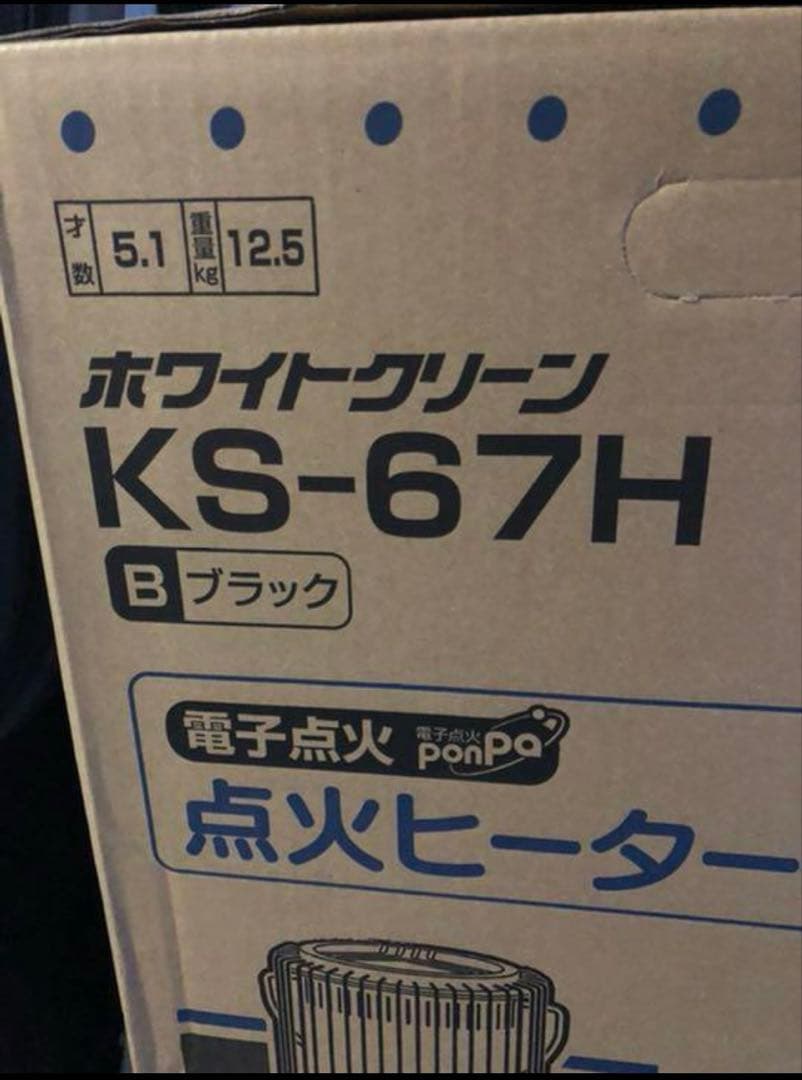 才数 5.1 重量kg 12.5
ホワイトクリーン
KS-67H
B ブラック
電子点火 電子点火 ponpa
点火ヒーター